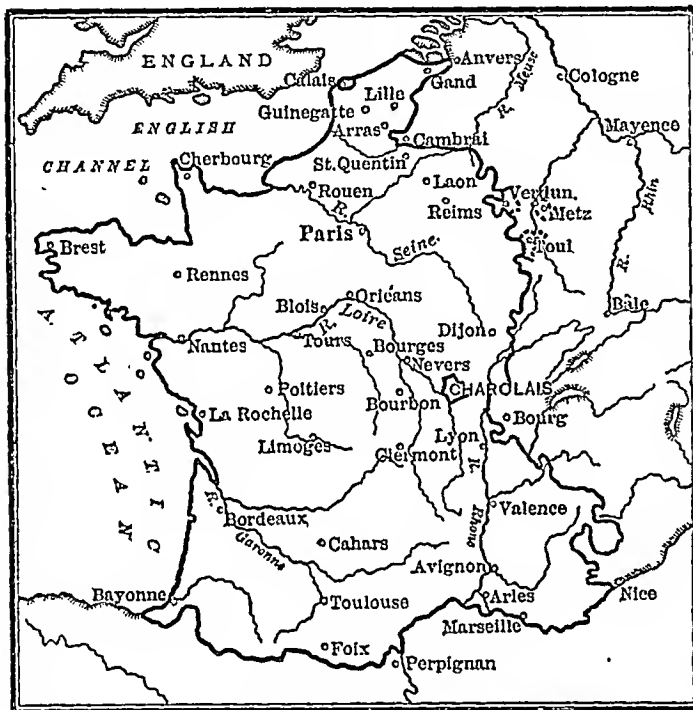 ENGLAND
Anvers
Calais
Gand
Cologne
Lille
R. Meuse
Guinegatte
ENGLISH
Arras
Mayence
Cambrai
CHANNEL
Cherbourg
St. Quentin
Laon
Verdun
Rouen
Metz
Rhin
R.
Reims
R.
Paris
Seine
Toul
Brest
Rennes
Orléans
Bâle
Blois
R. Loire
ATLANTIC
OCEAN
Dijon
Nantes
Tours
Bourges
Nevers
CHAROLAIS
Poitiers
Bourbon
La Rochelle
Bourg
Lyon
Limoges
Clermont
R. Rhone
R.
Valence
Bordeaux
Garonne
Cahars
Avignon
Bayonne
Toulouse
Arles
Nice
Marseille
Foix
Perpignan